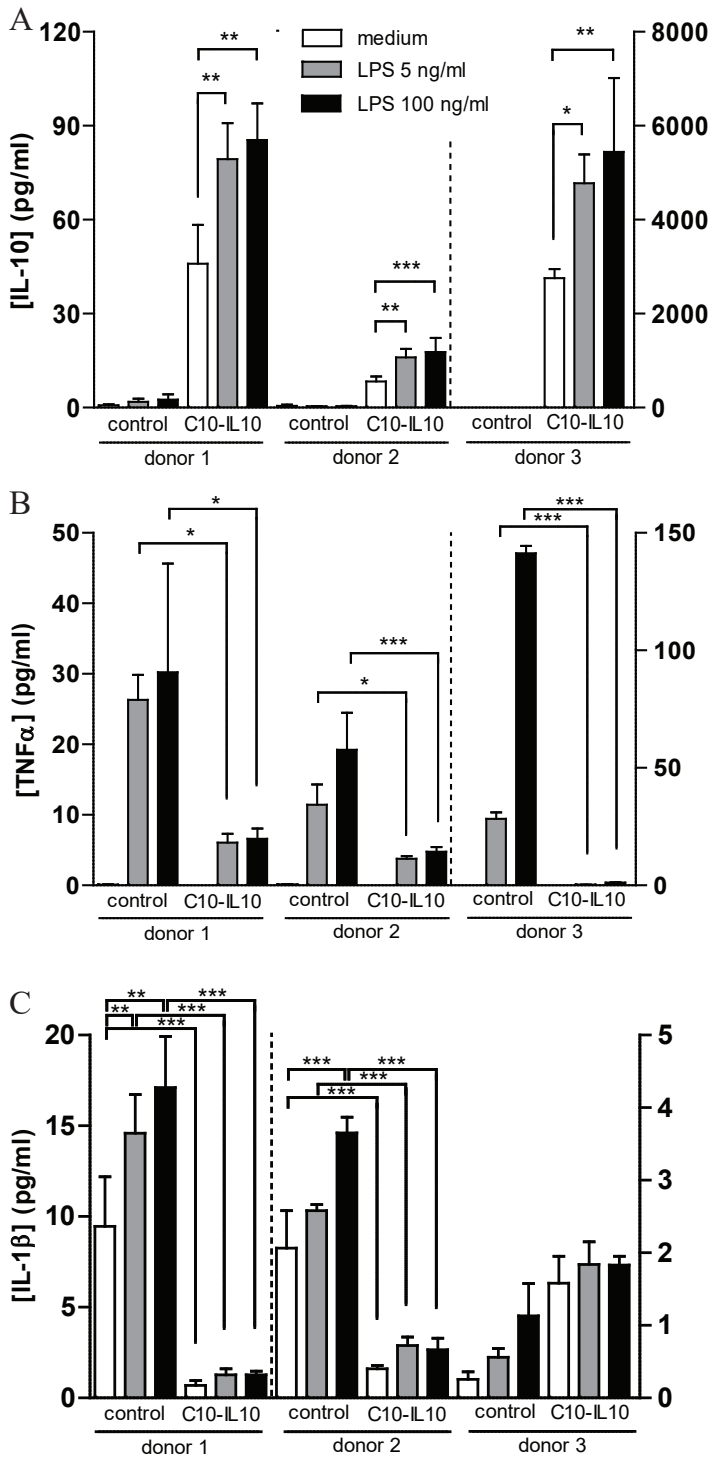 A
medium
LPS 5 ng/ml
LPS 100 ng/ml
[IL-10] (pg/ml)
120
90
60
30
0
8000
6000
4000
2000
0
** ** ** *** ** *
control C10-IL10 control C10-IL10 control C10-IL10
donor 1 donor 2 donor 3
B
[TNFα] (pg/ml)
50
40
30
20
10
0
150
100
50
0
* * *** * *** ***
control C10-IL10 control C10-IL10 control C10-IL10
donor 1 donor 2 donor 3
C
[IL-1β] (pg/ml)
20
15
10
5
0
5
4
3
2
1
0
** ***
** ***
***
*** ***
***
***
control C10-IL10 control C10-IL10 control C10-IL10
donor 1 donor 2 donor 3